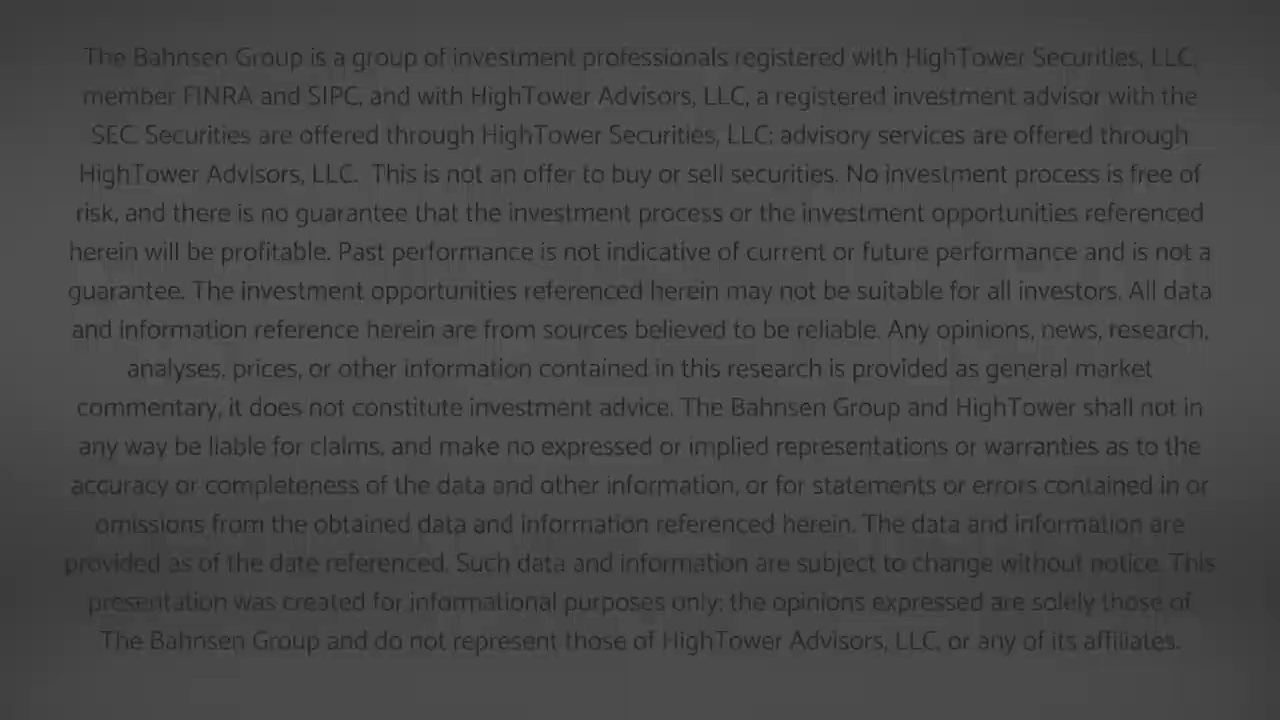 The Bahnsen Group is a group of investment professionals registered with HighTower Securities, LLC,
member FINRA and SIPC, and with HighTower Advisors, LLC, a registered investment advisor with the
SEC. Securities are offered through HighTower Securities, LLC; advisory services are offered through
HighTower Advisors, LLC. This is not an offer to buy or sell securities. No investment process is free of
risk, and there is no guarantee that the investment process or the investment opportunities referenced
herein will be profitable. Past performance is not indicative of current or future performance and is not a
guarantee. The investment opportunities referenced herein may not be suitable for all investors. All data
and information reference herein are from sources believed to be reliable. Any opinions, news, research,
analyses, prices, or other information contained in this research is provided as general market
commentary, it does not constitute investment advice. The Bahnsen Group and HighTower shall not in
any way be liable for claims, and make no expressed or implied representations or warranties as to the
accuracy or completeness of the data and other information, or for statements or errors contained in or
omissions from the obtained data and information referenced herein. The data and information are
provided as of the date referenced. Such data and information are subject to change without notice. This
presentation was created for informational purposes only; the opinions expressed are solely those of
The Bahnsen Group and do not represent those of HighTower Advisors, LLC, or any of its affiliates.